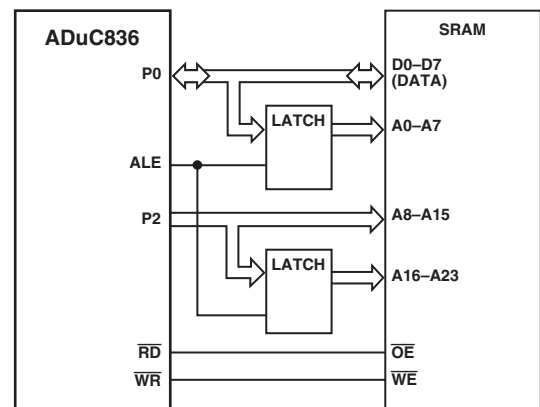 ADuC836
SRAM
P0
D0–D7
(DATA)
LATCH
A0–A7
ALE
P2
A8–A15
LATCH
A16–A23
RD
OE
WR
WE